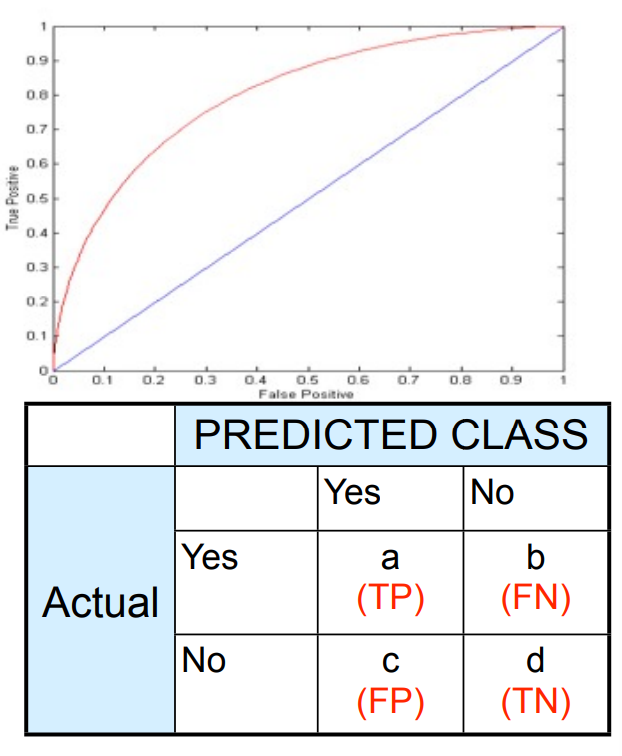 1
0.9
0.8
0.7
0.6
0.5
0.4
0.3
0.2
0.1
0
True Positive
0 0.1 0.2 0.3 0.4 0.5 0.6 0.7 0.8 0.9 1
False Positive
PREDICTED CLASS
Yes No
Actual
Yes a b
(TP) (FN)
No c d
(FP) (TN)